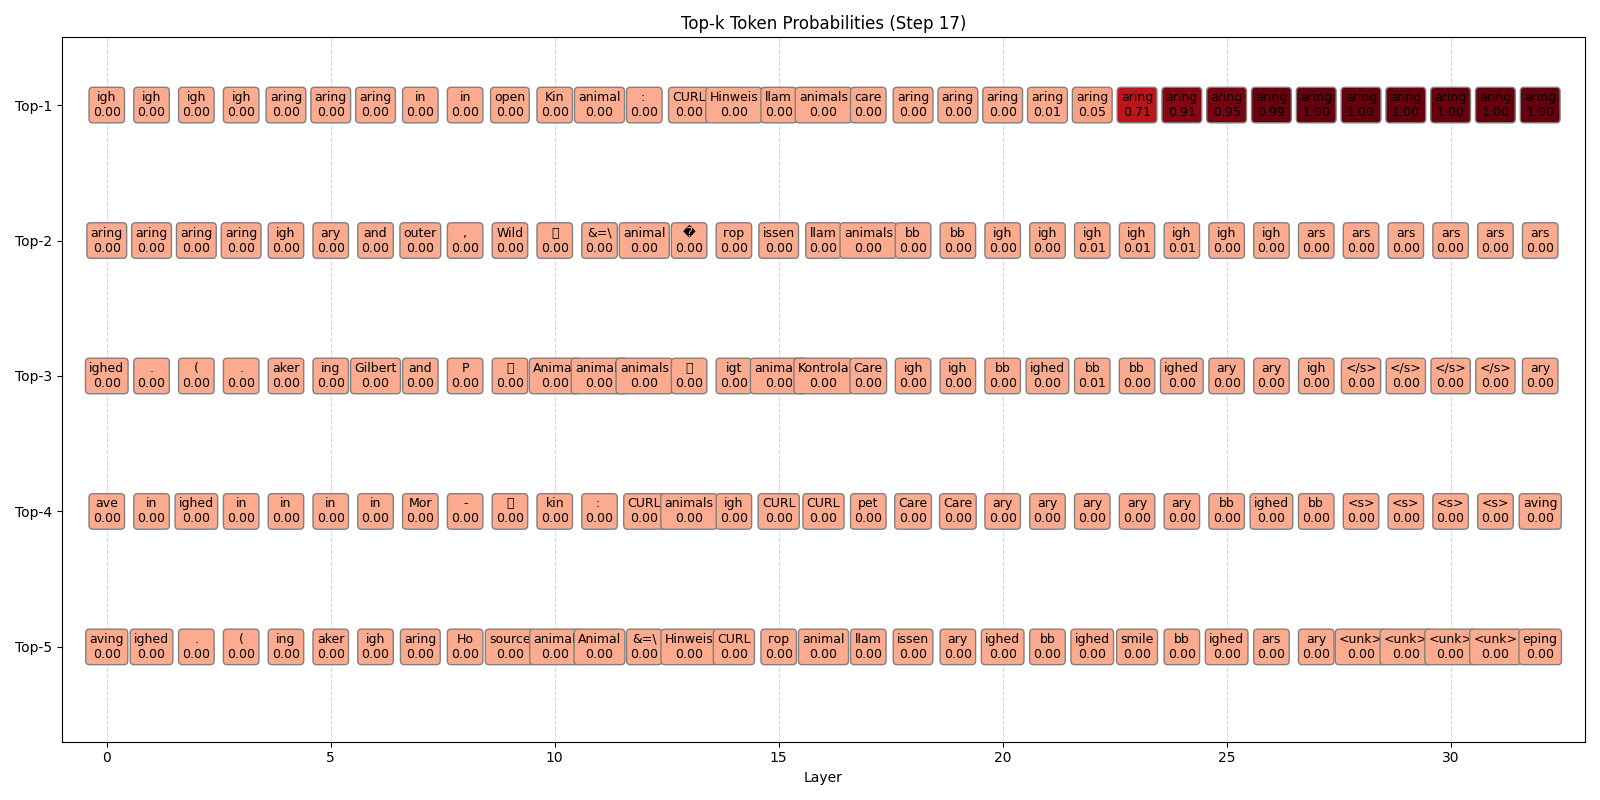 Top-k Token Probabilities (Step 17)
Top-1
igh igh igh igh aring aring aring in in open Kin animal : CURL Hinweis llam animals care aring aring aring aring aring aring aring aring aring aring aring aring aring aring aring
0.00 0.00 0.00 0.00 0.00 0.00 0.00 0.00 0.00 0.00 0.00 0.00 0.00 0.00 0.00 0.00 0.00 0.00 0.00 0.00 0.00 0.01 0.05 0.71 0.91 0.95 0.99 1.00 1.00 1.00 1.00 1.00 1.00
Top-2
aring aring aring aring igh ary and outer , Wild &=\ animal � rop issen llam animals bb bb igh igh igh igh igh igh igh ars ars ars ars ars ars
0.00 0.00 0.00 0.00 0.00 0.00 0.00 0.00 0.00 0.00 0.00 0.00 0.00 0.00 0.00 0.00 0.00 0.00 0.00 0.00 0.00 0.00 0.01 0.01 0.01 0.00 0.00 0.00 0.00 0.00 0.00 0.00 0.00
Top-3
ighed . ( . aker ing Gilbert and P Anima anima animals igt anima Kontrola Care igh igh bb ighed bb bb ighed ary ary igh </s> </s> </s> </s> ary
0.00 0.00 0.00 0.00 0.00 0.00 0.00 0.00 0.00 0.00 0.00 0.00 0.00 0.00 0.00 0.00 0.00 0.00 0.00 0.00 0.00 0.00 0.01 0.00 0.00 0.00 0.00 0.00 0.00 0.00 0.00 0.00 0.00
Top-4
ave in ighed in in in in Mor - kin : CURL animals igh CURL CURL pet Care Care ary ary ary ary ary bb ighed bb <s> <s> <s> <s> aving
0.00 0.00 0.00 0.00 0.00 0.00 0.00 0.00 0.00 0.00 0.00 0.00 0.00 0.00 0.00 0.00 0.00 0.00 0.00 0.00 0.00 0.00 0.00 0.00 0.00 0.00 0.00 0.00 0.00 0.00 0.00 0.00 0.00
Top-5
aving ighed . ( ing aker igh aring Ho source animal Animal &=\ Hinweis CURL rop animal llam issen ary ighed bb ighed smile bb ighed ars ary <unk> <unk> <unk> <unk> eping
0.00 0.00 0.00 0.00 0.00 0.00 0.00 0.00 0.00 0.00 0.00 0.00 0.00 0.00 0.00 0.00 0.00 0.00 0.00 0.00 0.00 0.00 0.00 0.00 0.00 0.00 0.00 0.00 0.00 0.00 0.00 0.00 0.00
0 5 10 15 20 25 30
Layer